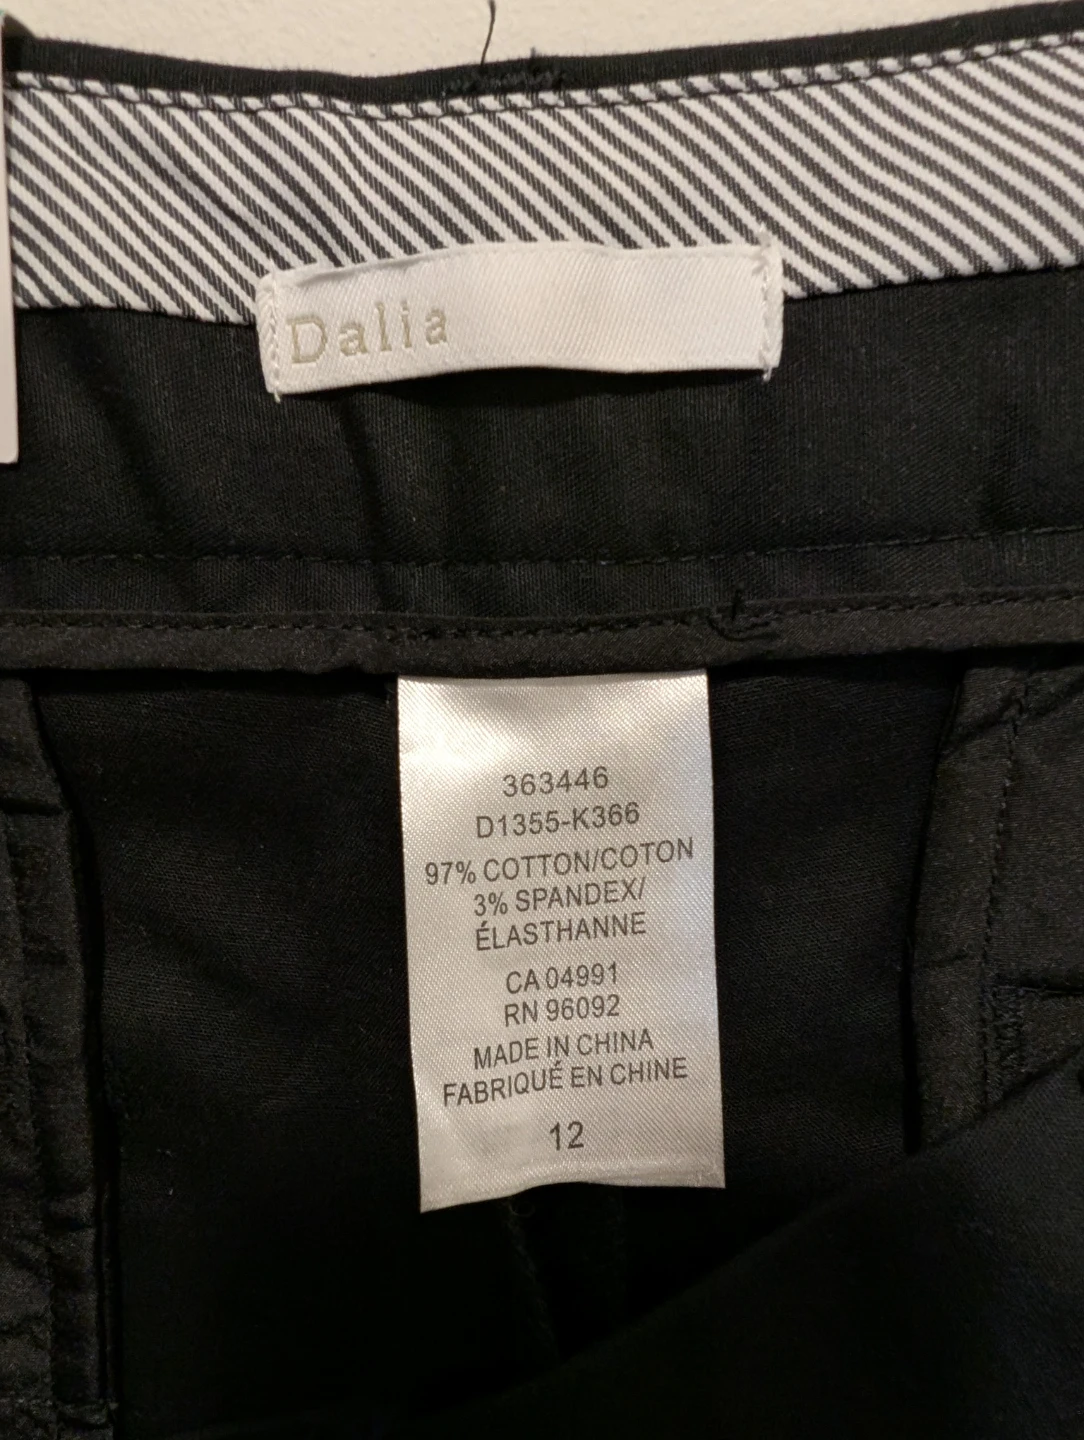 Dalia
363446
D1355-K366
97% COTTON/COTON
3% SPANDEX/
ÉLASTHANNE
CA 04991
RN 96092
MADE IN CHINA
FABRIQUÉ EN CHINE
12